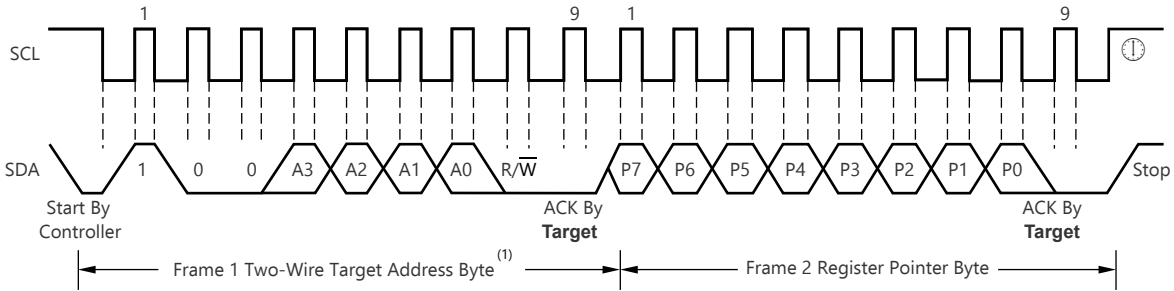 1 9 1 9
SCL
SDA 1 0 0 A3 A2 A1 A0 R/W̅ P7 P6 P5 P4 P3 P2 P1 P0 Stop
Start By ACK By ACK By
Controller Target Target
Frame 1 Two-Wire Target Address Byte(1) Frame 2 Register Pointer Byte